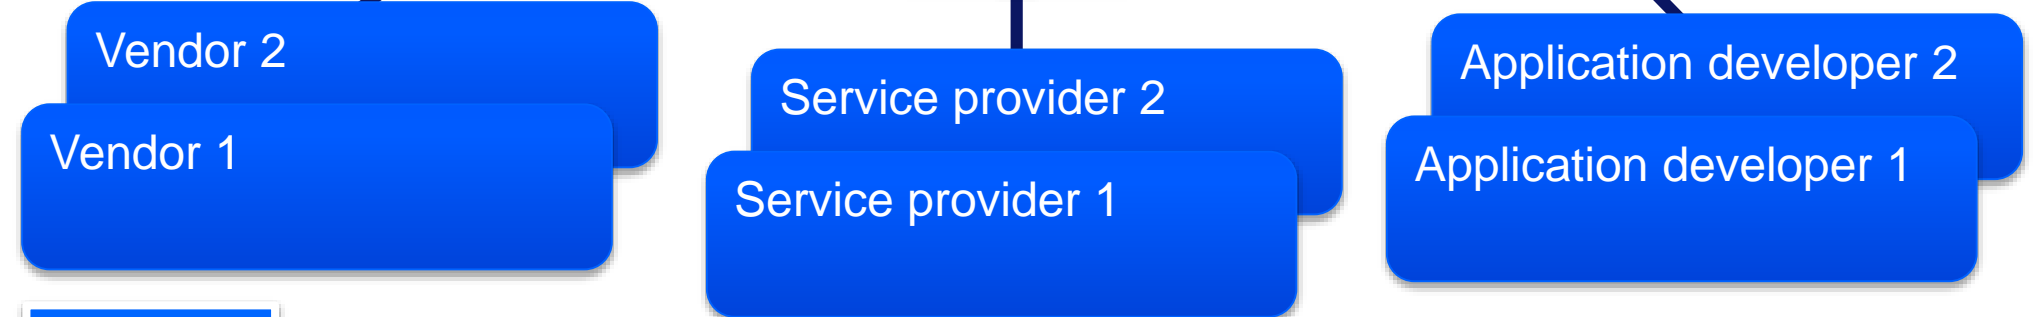 Vendor 2
Vendor 1
Service provider 2
Service provider 1
Application developer 2
Application developer 1